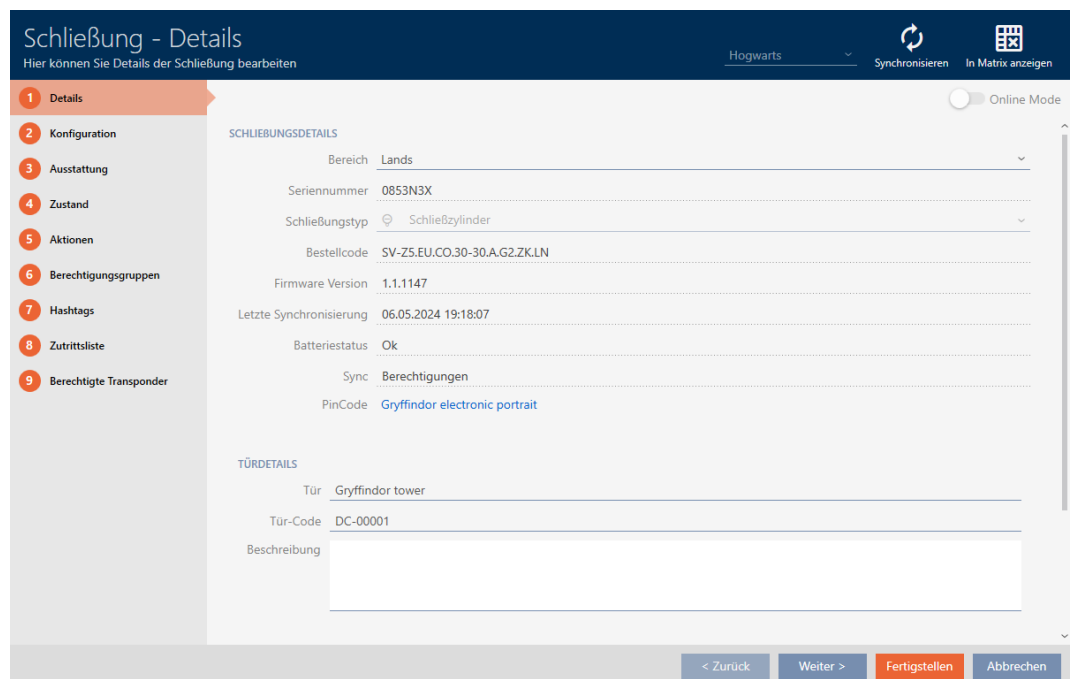 Schließung - Details
Hier können Sie Details der Schließung bearbeiten
Hogwarts
Synchronisieren
In Matrix anzeigen
1 Details
2 Konfiguration
3 Ausstattung
4 Zustand
5 Aktionen
6 Berechtigungsgruppen
7 Hashtags
8 Zutrittsliste
9 Berechtigte Transponder
Online Mode
SCHLIEßUNGSDETAILS
Bereich Lands
Seriennummer 0853N3X
Schließungstyp Schließzylinder
Bestellcode SV-Z5.EU.CO.30-30.A.G2.ZK.LN
Firmware Version 1.1.1147
Letzte Synchronisierung 06.05.2024 19:18:07
Batteriestatus Ok
Sync Berechtigungen
PinCode Gryffindor electronic portrait
TÜRDETAILS
Tür Gryffindor tower
Tür-Code DC-00001
Beschreibung
< Zurück
Weiter >
Fertigstellen
Abbrechen